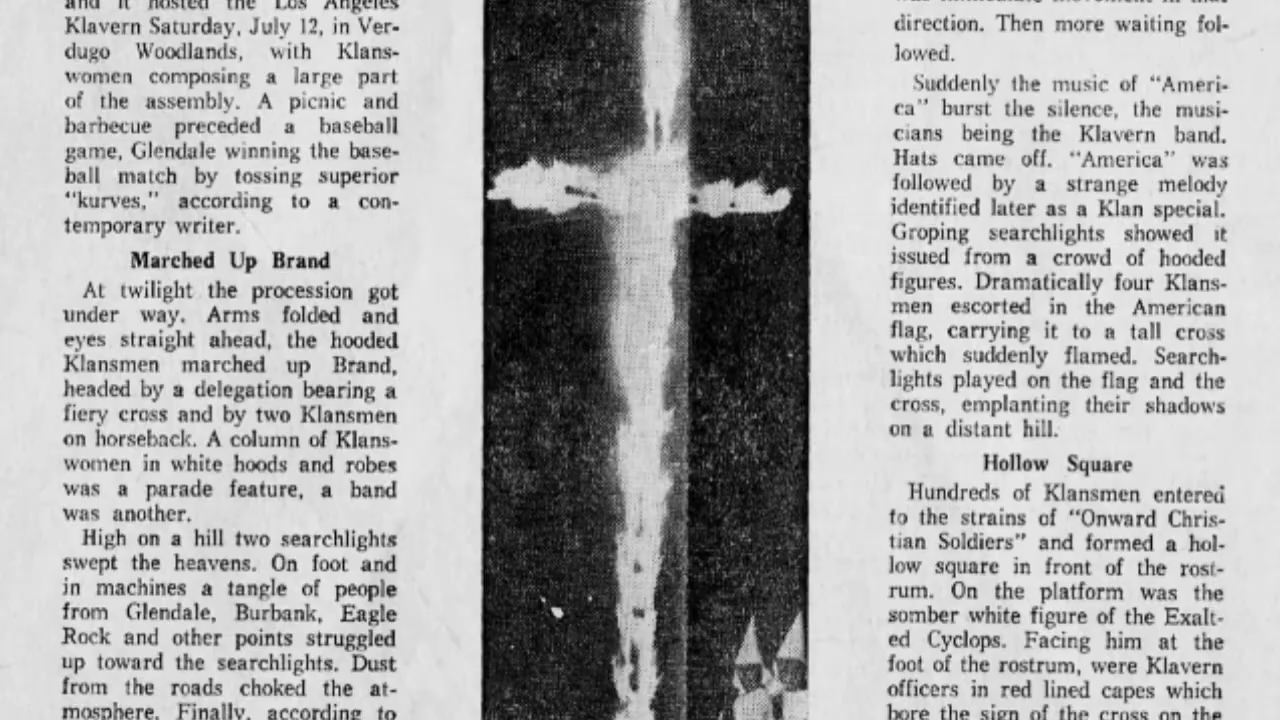 and it hosted the Los Angeles
Klavern Saturday, July 12, in Ver-
dugo Woodlands, with Klans-
women composing a large part
of the assembly. A picnic and
barbecue preceded a baseball
game, Glendale winning the base-
ball match by tossing superior
"kurves," according to a con-
temporary writer.
Marched Up Brand
At twilight the procession got
under way. Arms folded and
eyes straight ahead, the hooded
Klansmen marched up Brand,
headed by a delegation bearing a
fiery cross and by two Klansmen
on horseback. A column of Klans-
women in white hoods and robes
was a parade feature, a band
was another.
High on a hill two searchlights
swept the heavens. On foot and
in machines a tangle of people
from Glendale, Burbank, Eagle
Rock and other points struggled
up toward the searchlights. Dust
from the roads choked the at-
mosphere. Finally, according to
direction. Then more waiting fol-
lowed.
Suddenly the music of "Ameri-
ca" burst the silence, the musi-
cians being the Klavern band.
Hats came off. "America" was
followed by a strange melody
identified later as a Klan special.
Groping searchlights showed it
issued from a crowd of hooded
figures. Dramatically four Klans-
men escorted in the American
flag, carrying it to a tall cross
which suddenly flamed. Search-
lights played on the flag and the
cross, emplanting their shadows
on a distant hill.
Hollow Square
Hundreds of Klansmen entered
to the strains of "Onward Chris-
tian Soldiers" and formed a hol-
low square in front of the rost-
rum. On the platform was the
somber white figure of the Exalt-
ed Cyclops. Facing him at the
foot of the rostrum, were Klavern
officers in red lined capes which
bore the sign of the cross on the